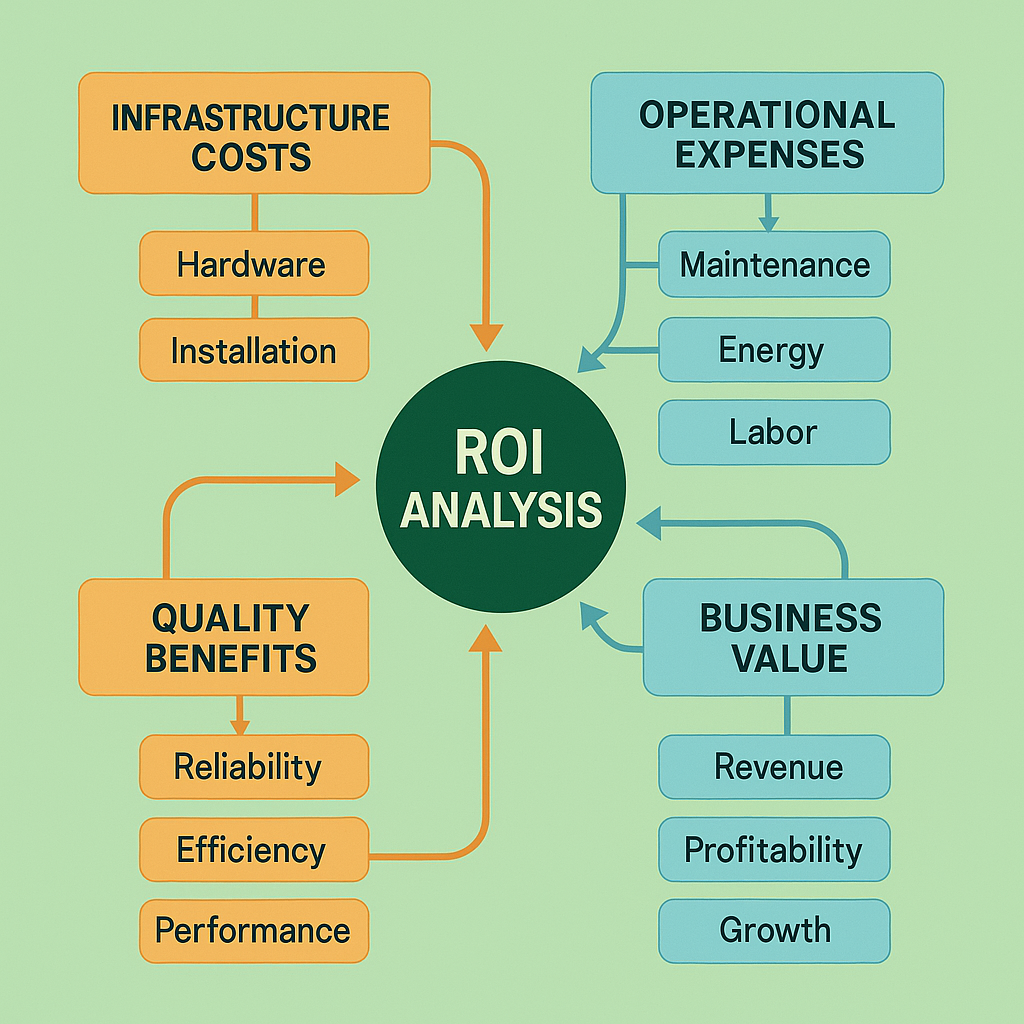 INFRASTRUCTURE
COSTS
Hardware
Installation
OPERATIONAL
EXPENSES
Maintenance
Energy
Labor
ROI
ANALYSIS
QUALITY
BENEFITS
Reliability
Efficiency
Performance
BUSINESS
VALUE
Revenue
Profitability
Growth